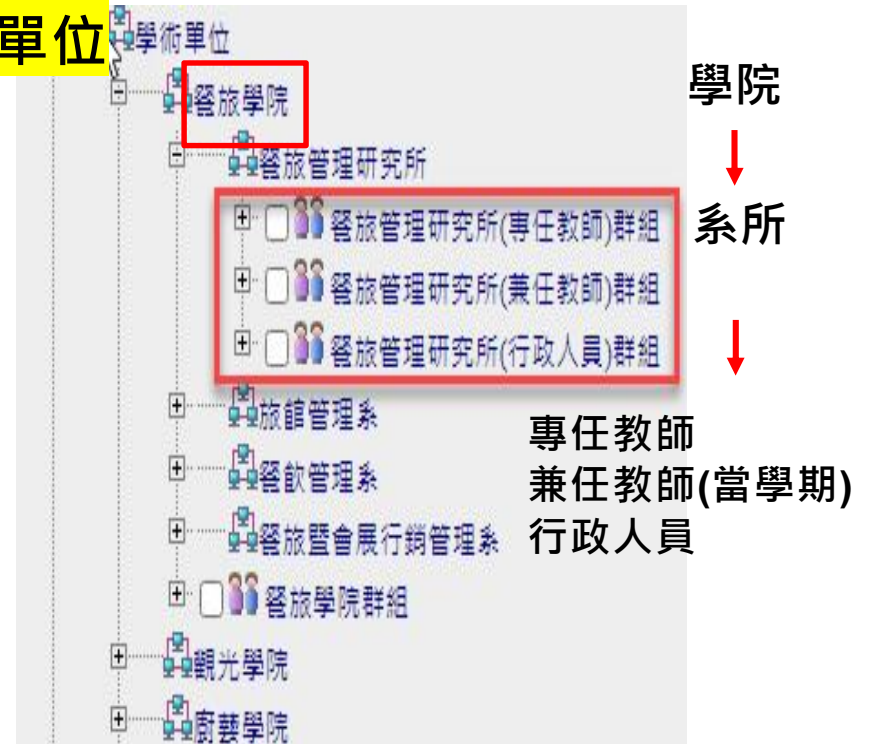 單位
學術單位
餐旅學院
餐旅管理研究所
餐旅管理研究所(專任教師)群組
餐旅管理研究所(兼任教師)群組
餐旅管理研究所(行政人員)群組
旅館管理系
餐飲管理系
餐旅暨會展行銷管理系
餐旅學院群組
觀光學院
廚藝學院
學院
系所
專任教師
兼任教師(當學期)
行政人員